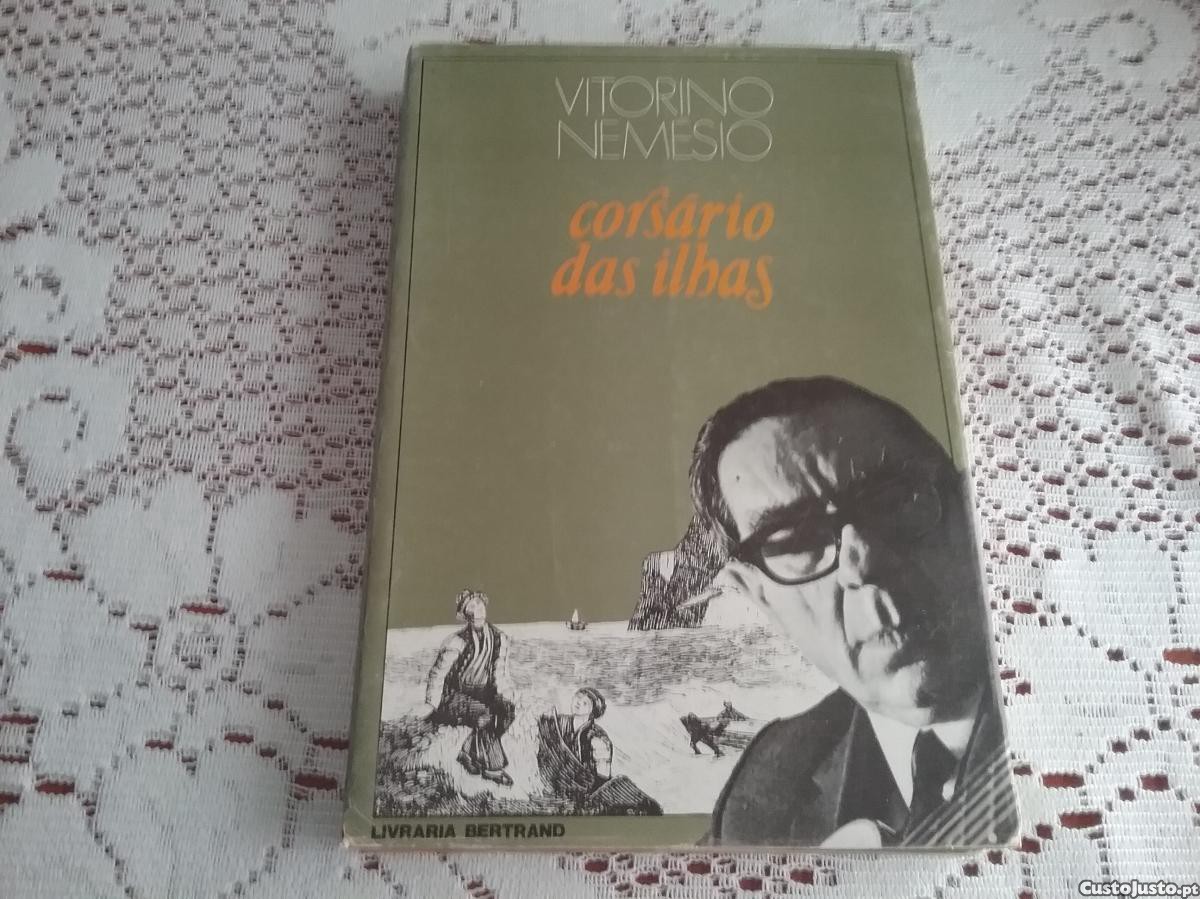 VITORINO
NEMÉSIO
corsário
das ilhas
LIVRARIA BERTRAND
CustoJusto.pt